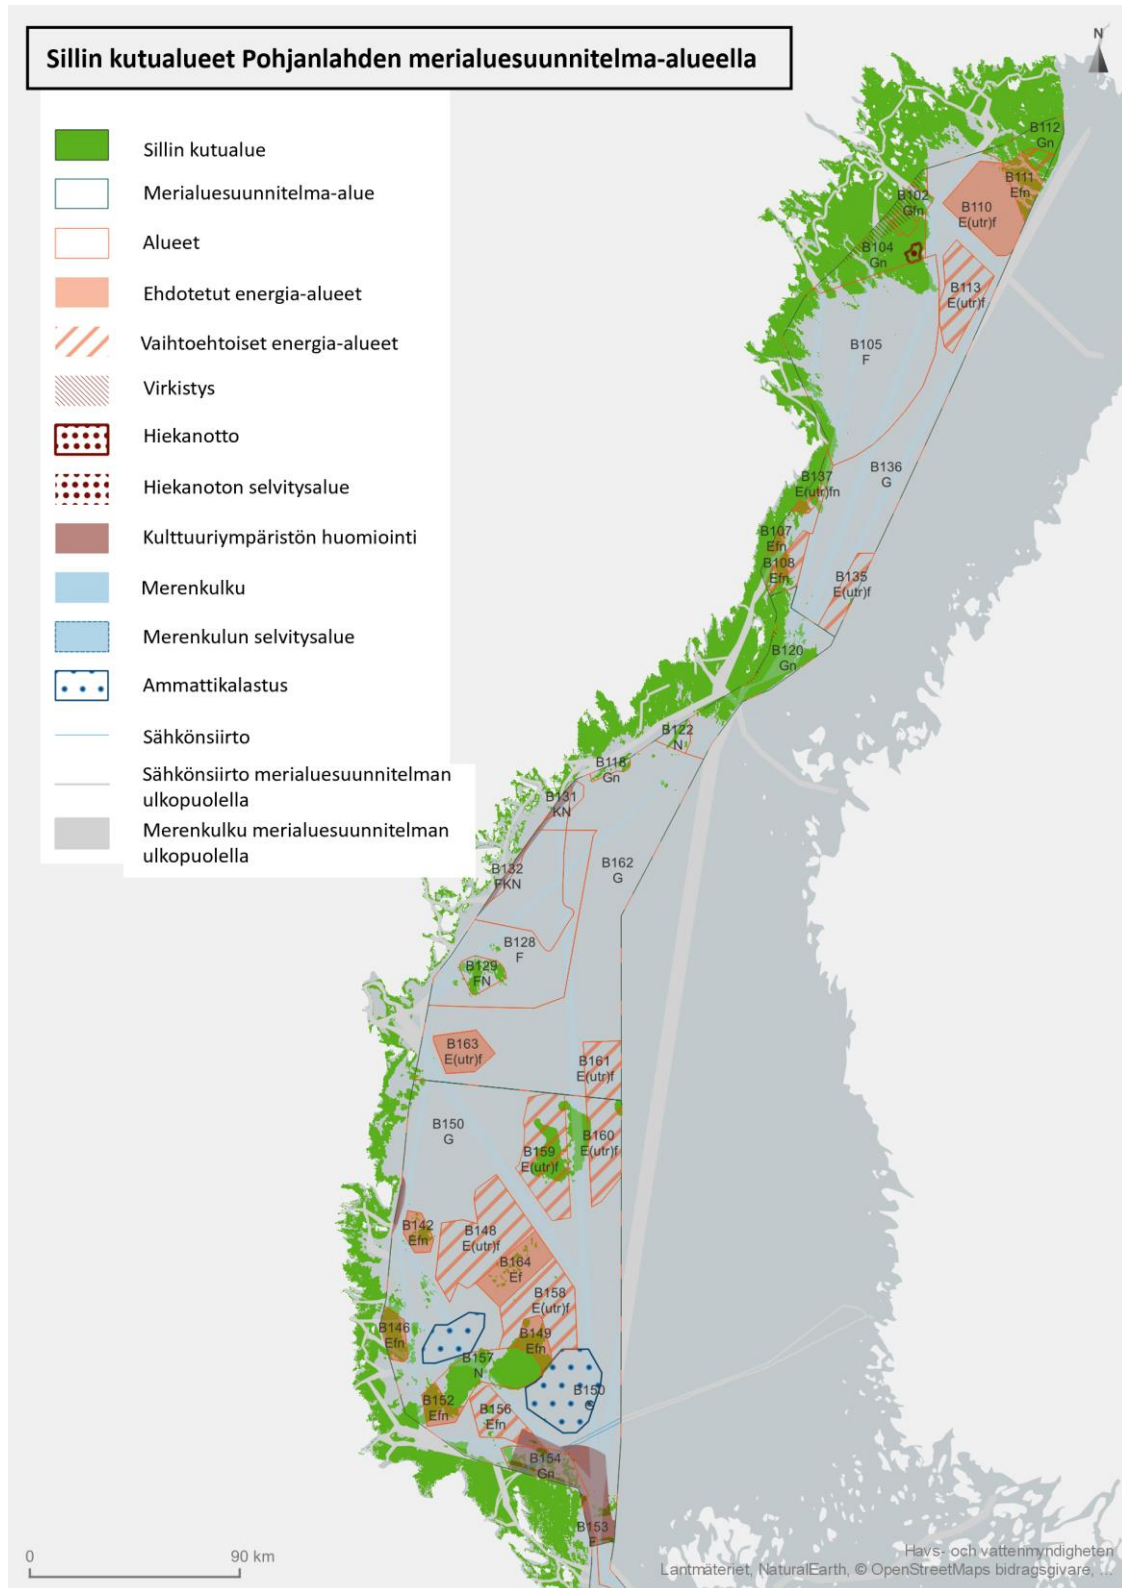 Sillin kutualueet Pohjanlahden merialuesuunnitelma-alueella
N
Sillin kutualue
Merialuesuunnitelma-alue
Alueet
Ehdotetut energia-alueet
Vaihtoehtoiset energia-alueet
Virkistys
Hiekanotto
Hiekanoton selvitysalue
Kulttuuriympäristön huomiointi
Merenkulku
Merenkulun selvitysalue
Ammattikalastus
Sähkönsiirto
Sähkönsiirto merialuesuunnitelman
ulkopuolella
Merenkulku merialuesuunnitelman
ulkopuolella
B112
Gn
B111
Efn
B102
Gfn
B110
E(utr)f
B104
Gn
B113
E(utr)f
B105
F
B136
G
B137
E(utr)fn
B107
Efn
B108
Efn
B135
E(utr)f
B120
Gn
B122
N
B118
Gn
B131
KN
B162
G
B132
FKN
B128
F
B129
FN
B163
E(utr)f
B161
E(utr)f
B150
G
B160
E(utr)f
B159
E(utr)f
B142
Efn
B148
E(utr)f
B164
Ef
B158
E(utr)f
B146
Efn
B149
Efn
B157
N
B150
G
B152
Efn
B156
Efn
B154
Gn
B153
0
90 km
Havs- och vattenmyndigheten
Lantmäteriet, NaturalEarth, © OpenStreetMaps bidragsgivare, ...